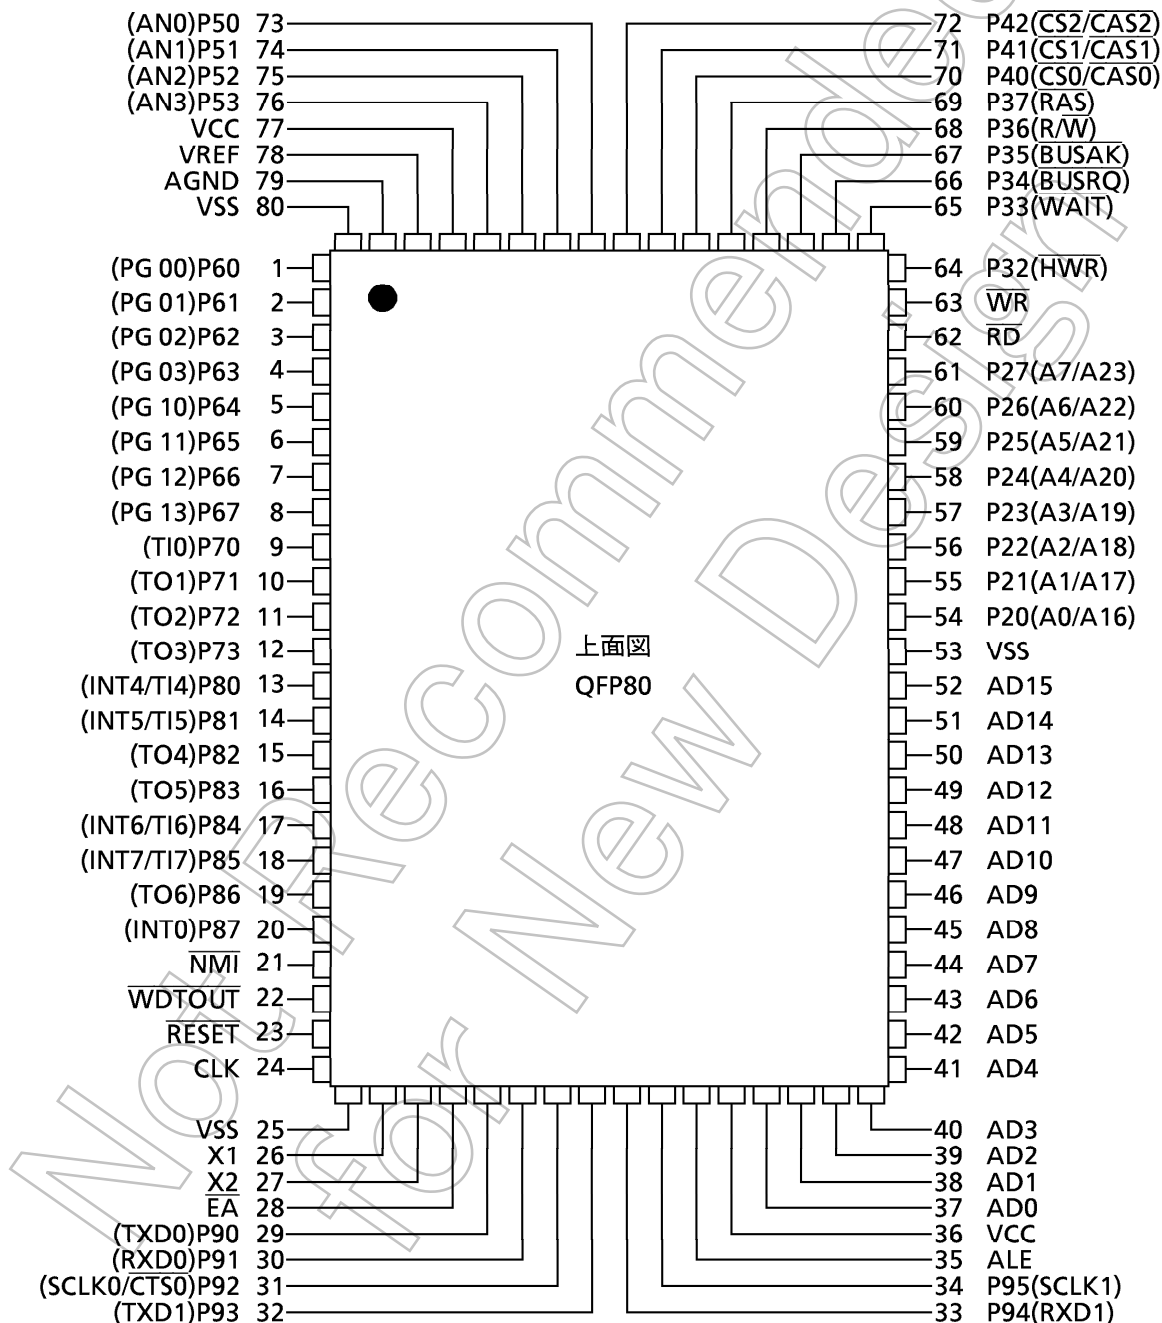 (AN0)P50 73
(AN1)P51 74
(AN2)P52 75
(AN3)P53 76
VCC 77
VREF 78
AGND 79
VSS 80
72 P42(CS2/CAS2)
71 P41(CS1/CAS1)
70 P40(CS0/CAS0)
69 P37(RAS)
68 P36(R/W)
67 P35(BUSAK)
66 P34(BUSRQ)
65 P33(WAIT)
(PG 00)P60 1
(PG 01)P61 2
(PG 02)P62 3
(PG 03)P63 4
(PG 10)P64 5
(PG 11)P65 6
(PG 12)P66 7
(PG 13)P67 8
(TI0)P70 9
(TO1)P71 10
(TO2)P72 11
(TO3)P73 12
(INT4/TI4)P80 13
(INT5/TI5)P81 14
(TO4)P82 15
(TO5)P83 16
(INT6/TI6)P84 17
(INT7/TI7)P85 18
(TO6)P86 19
(INT0)P87 20
NMI 21
WDTOUT 22
RESET 23
CLK 24
上面図
QFP80
64 P32(HWR)
63 WR
62 RD
61 P27(A7/A23)
60 P26(A6/A22)
59 P25(A5/A21)
58 P24(A4/A20)
57 P23(A3/A19)
56 P22(A2/A18)
55 P21(A1/A17)
54 P20(A0/A16)
53 VSS
52 AD15
51 AD14
50 AD13
49 AD12
48 AD11
47 AD10
46 AD9
45 AD8
44 AD7
43 AD6
42 AD5
41 AD4
VSS 25
X1 26
X2 27
EA 28
(TXD0)P90 29
(RXD0)P91 30
(SCLK0/CTS0)P92 31
(TXD1)P93 32
40 AD3
39 AD2
38 AD1
37 AD0
36 VCC
35 ALE
34 P95(SCLK1)
33 P94(RXD1)
Not Recommended
for New Design